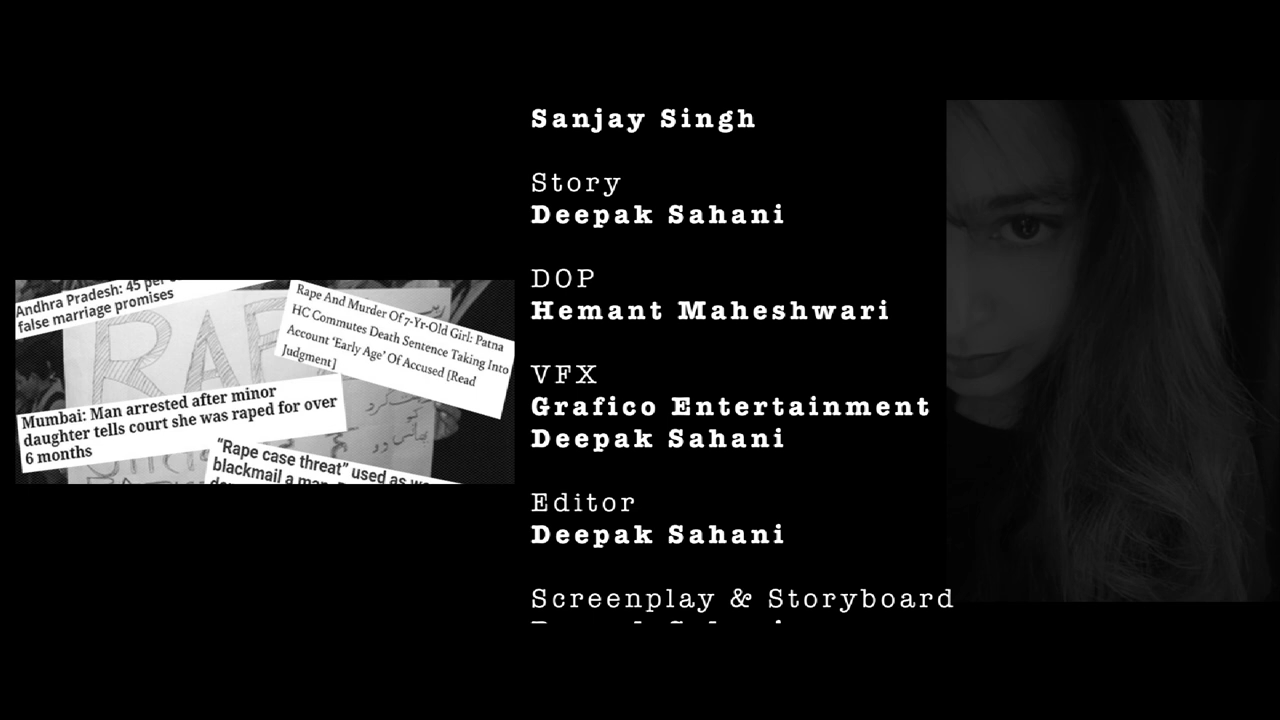 Andhra Pradesh: 45 per
false marriage promises
RAP
Rape And Murder Of 7-Yr-Old Girl: Patna
HC Commutes Death Sentence Taking Into
Account ‘Early Age’ Of Accused [Read
Judgment]
Mumbai: Man arrested after minor
daughter tells court she was raped for over
6 months
"Rape case threat" used as
blackmail a
Sanjay Singh
Story
Deepak Sahani
DOP
Hemant Maheshwari
VFX
Grafico Entertainment
Deepak Sahani
Editor
Deepak Sahani
Screenplay & Storyboard